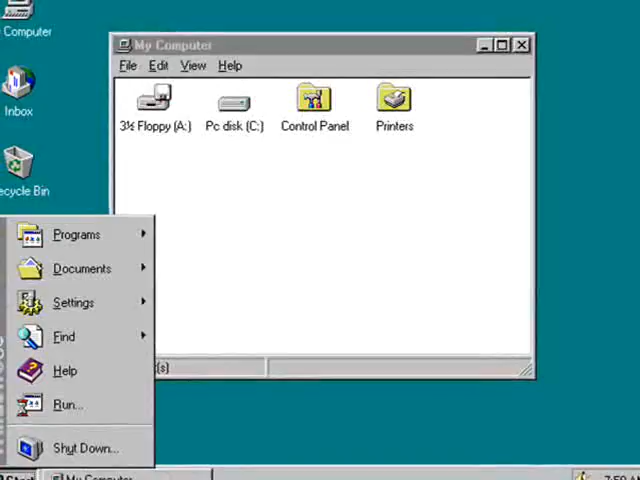 Computer
Inbox
ecycle Bin
My Computer
File Edit View Help
3½ Floppy (A:) Pc disk (C:) Control Panel Printers
Programs
Documents
Settings
Find
Help
Run...
Shut Down...
(s)
Start My Computer